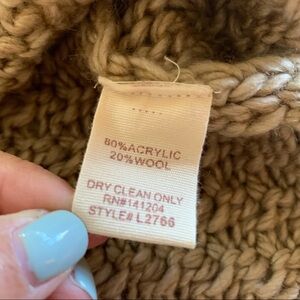 80%ACRYLIC
20%WOOL
DRY CLEAN ONLY
RN#141204
STYLE#L2766